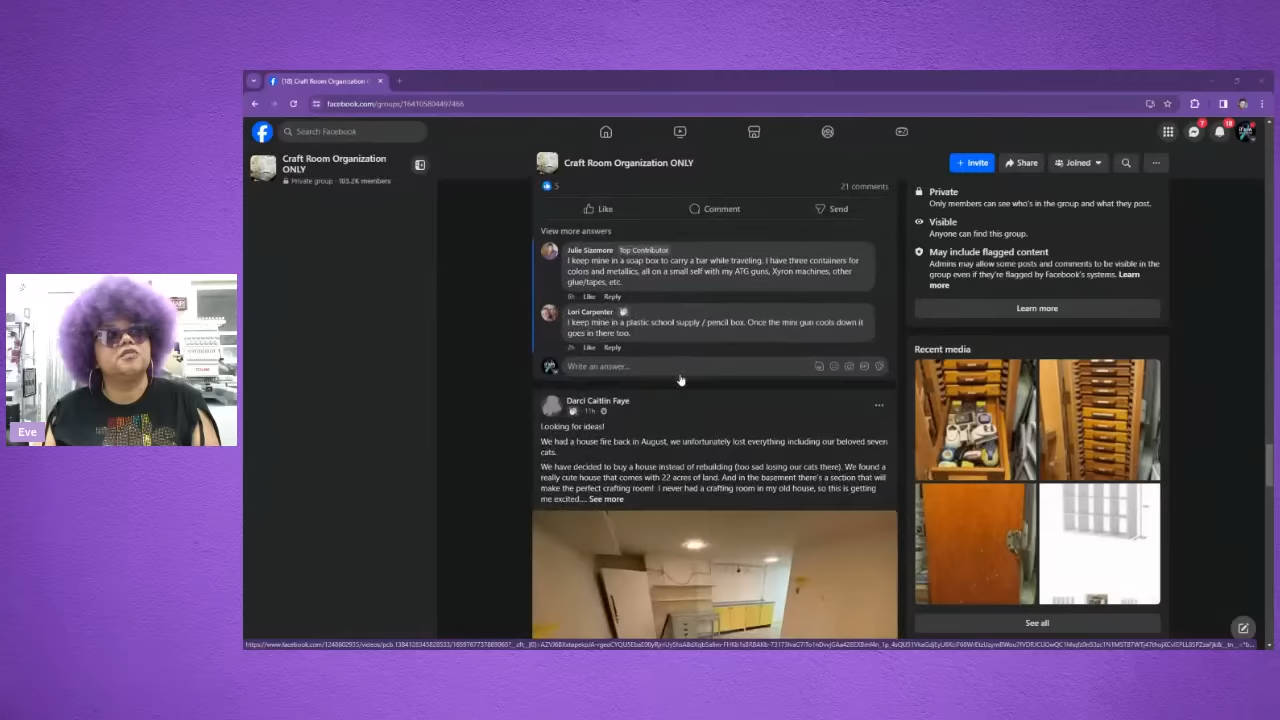 [18] Craft Room Organization
facebook.com/groups/164105804497466
Search Facebook
Craft Room Organization
ONLY
Private group · 103.2K members
Craft Room Organization ONLY
Invite
Share
Joined
5
21 comments
Like
Comment
Send
View more answers
Julie Sizemore Top Contributor
I keep mine in a soap box to carry a bar while traveling. I have three containers for
colors and metallics, all on a small self with my ATG guns, Xyron machines, other
glue/tapes, etc.
6h Like Reply
Lori Carpenter
I keep mine in a plastic school supply / pencil box. Once the mini gun cools down it
goes in there too.
2h Like Reply
Write an answer...
Darci Caitlin Faye
11h
Looking for ideas!
We had a house fire back in August, we unfortunately lost everything including our beloved seven
cats.
We have decided to buy a house instead of rebuilding (too sad losing our cats there). We found a
really cute house that comes with 22 acres of land. And in the basement there's a section that will
make the perfect crafting room! I never had a crafting room in my old house, so this is getting
me excited.... See more
Private
Only members can see who's in the group and what they post.
Visible
Anyone can find this group.
May include flagged content
Admins may allow some posts and comments to be visible in the
group even if they're flagged by Facebook's systems. Learn
more
Learn more
Recent media
See all
7
18
Eve